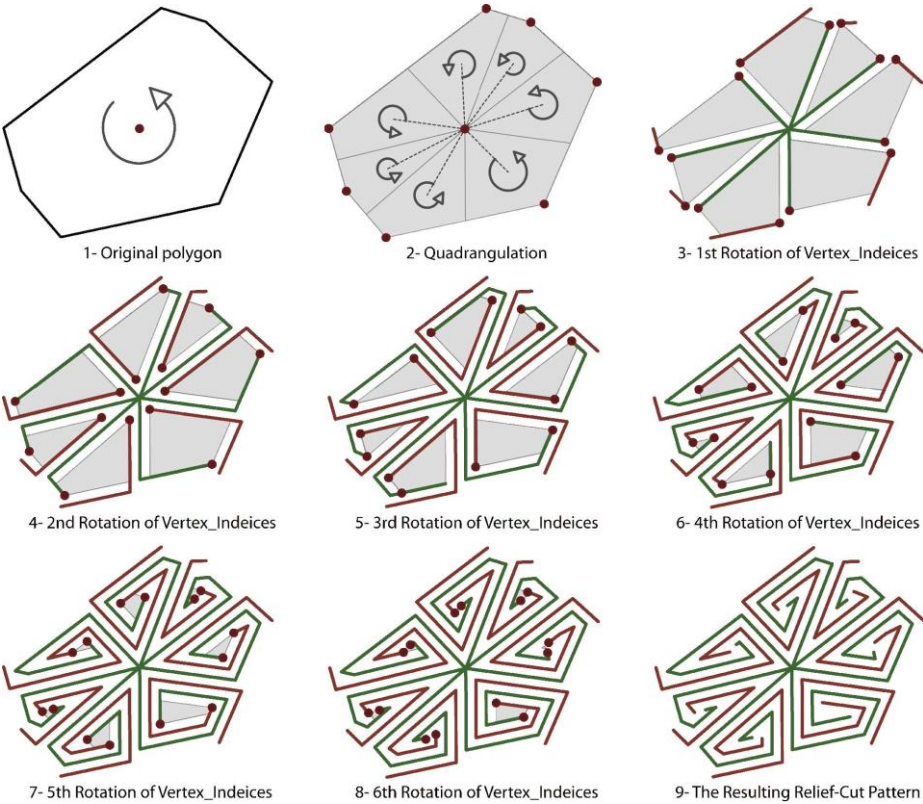 1- Original polygon
2- Quadrangulation
3- 1st Rotation of Vertex_Indeices
4- 2nd Rotation of Vertex_Indeices
5- 3rd Rotation of Vertex_Indeices
6- 4th Rotation of Vertex_Indeices
7- 5th Rotation of Vertex_Indeices
8- 6th Rotation of Vertex_Indeices
9- The Resulting Relief-Cut Pattern